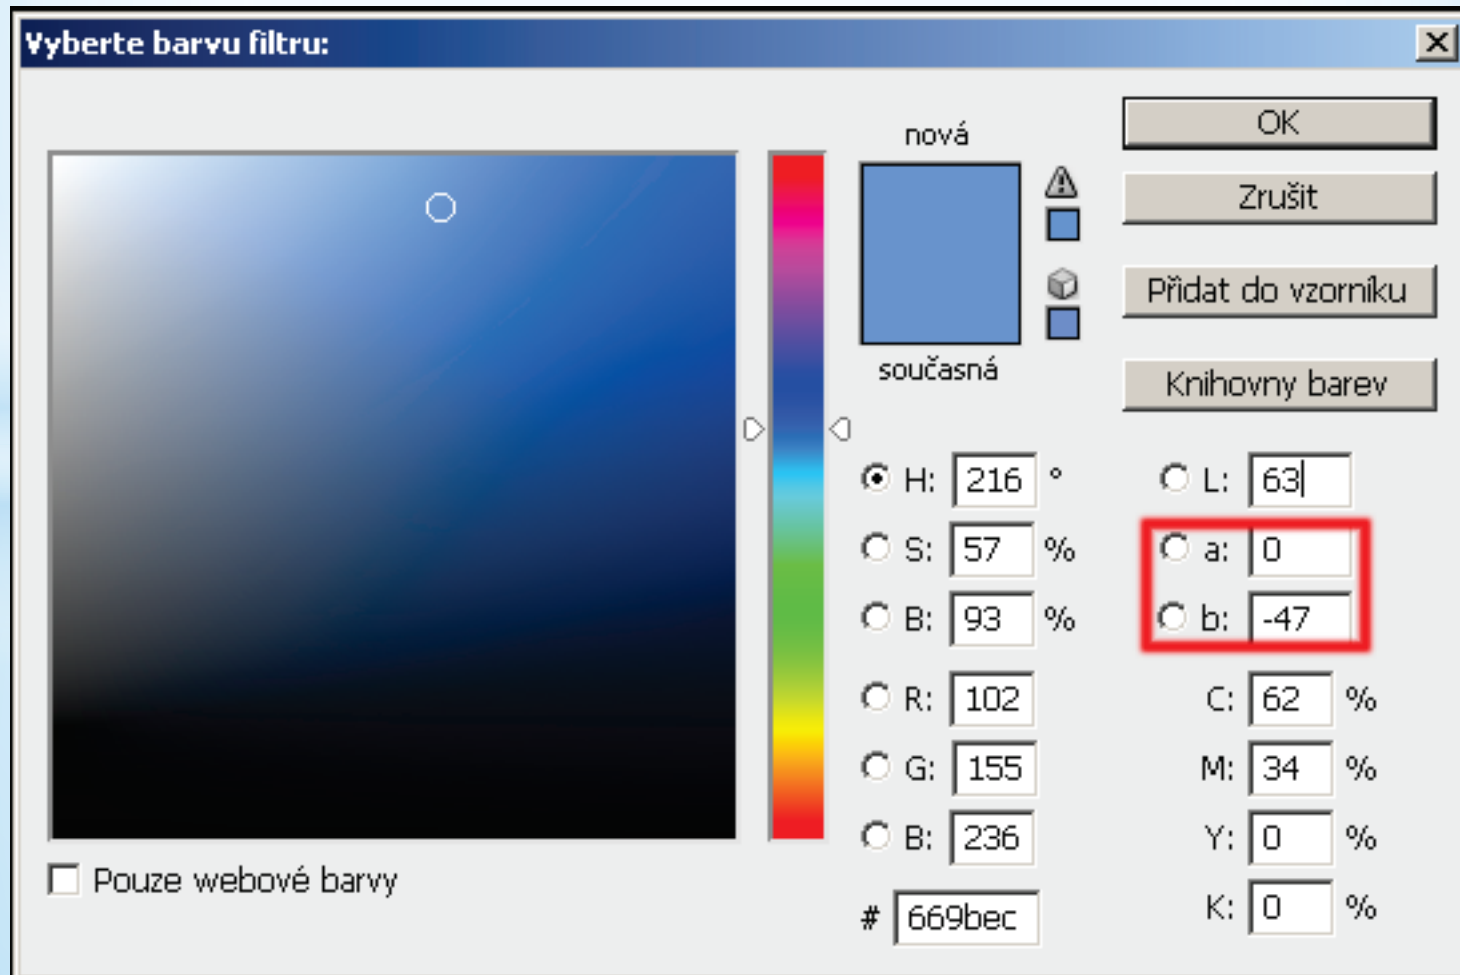 Vyberte barvu filtru:
nová
současná
OK
Zrušit
Přidat do vzorníku
Knihovny barev
H: 216 °
S: 57 %
B: 93 %
R: 102
G: 155
B: 236
# 669bec
L: 63
a: 0
b: -47
C: 62 %
M: 34 %
Y: 0 %
K: 0 %
Pouze webové barvy